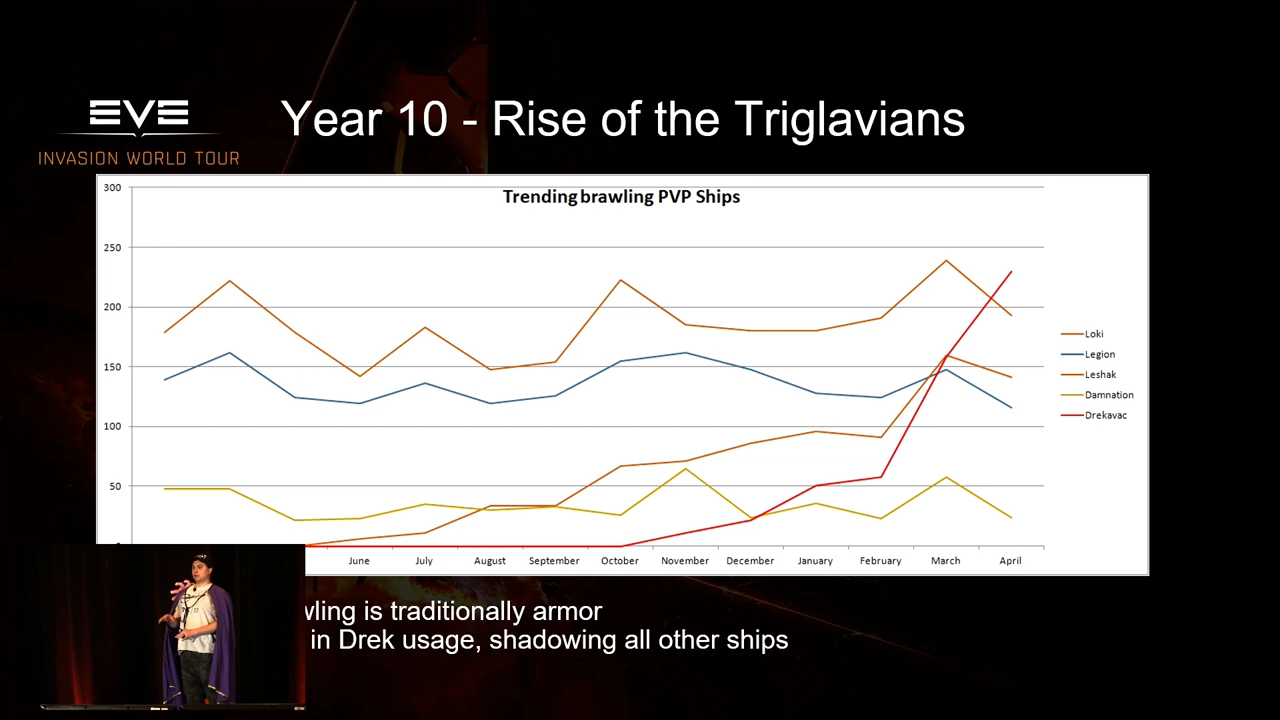 EVE
INVASION WORLD TOUR
Year 10 - Rise of the Triglavians
Trending brawling PVP Ships
300
250
200
150
100
50
Loki
Legion
Leshak
Damnation
Drekavac
June July August September October November December January February March April
is traditionally armor
in Drek usage, shadowing all other ships